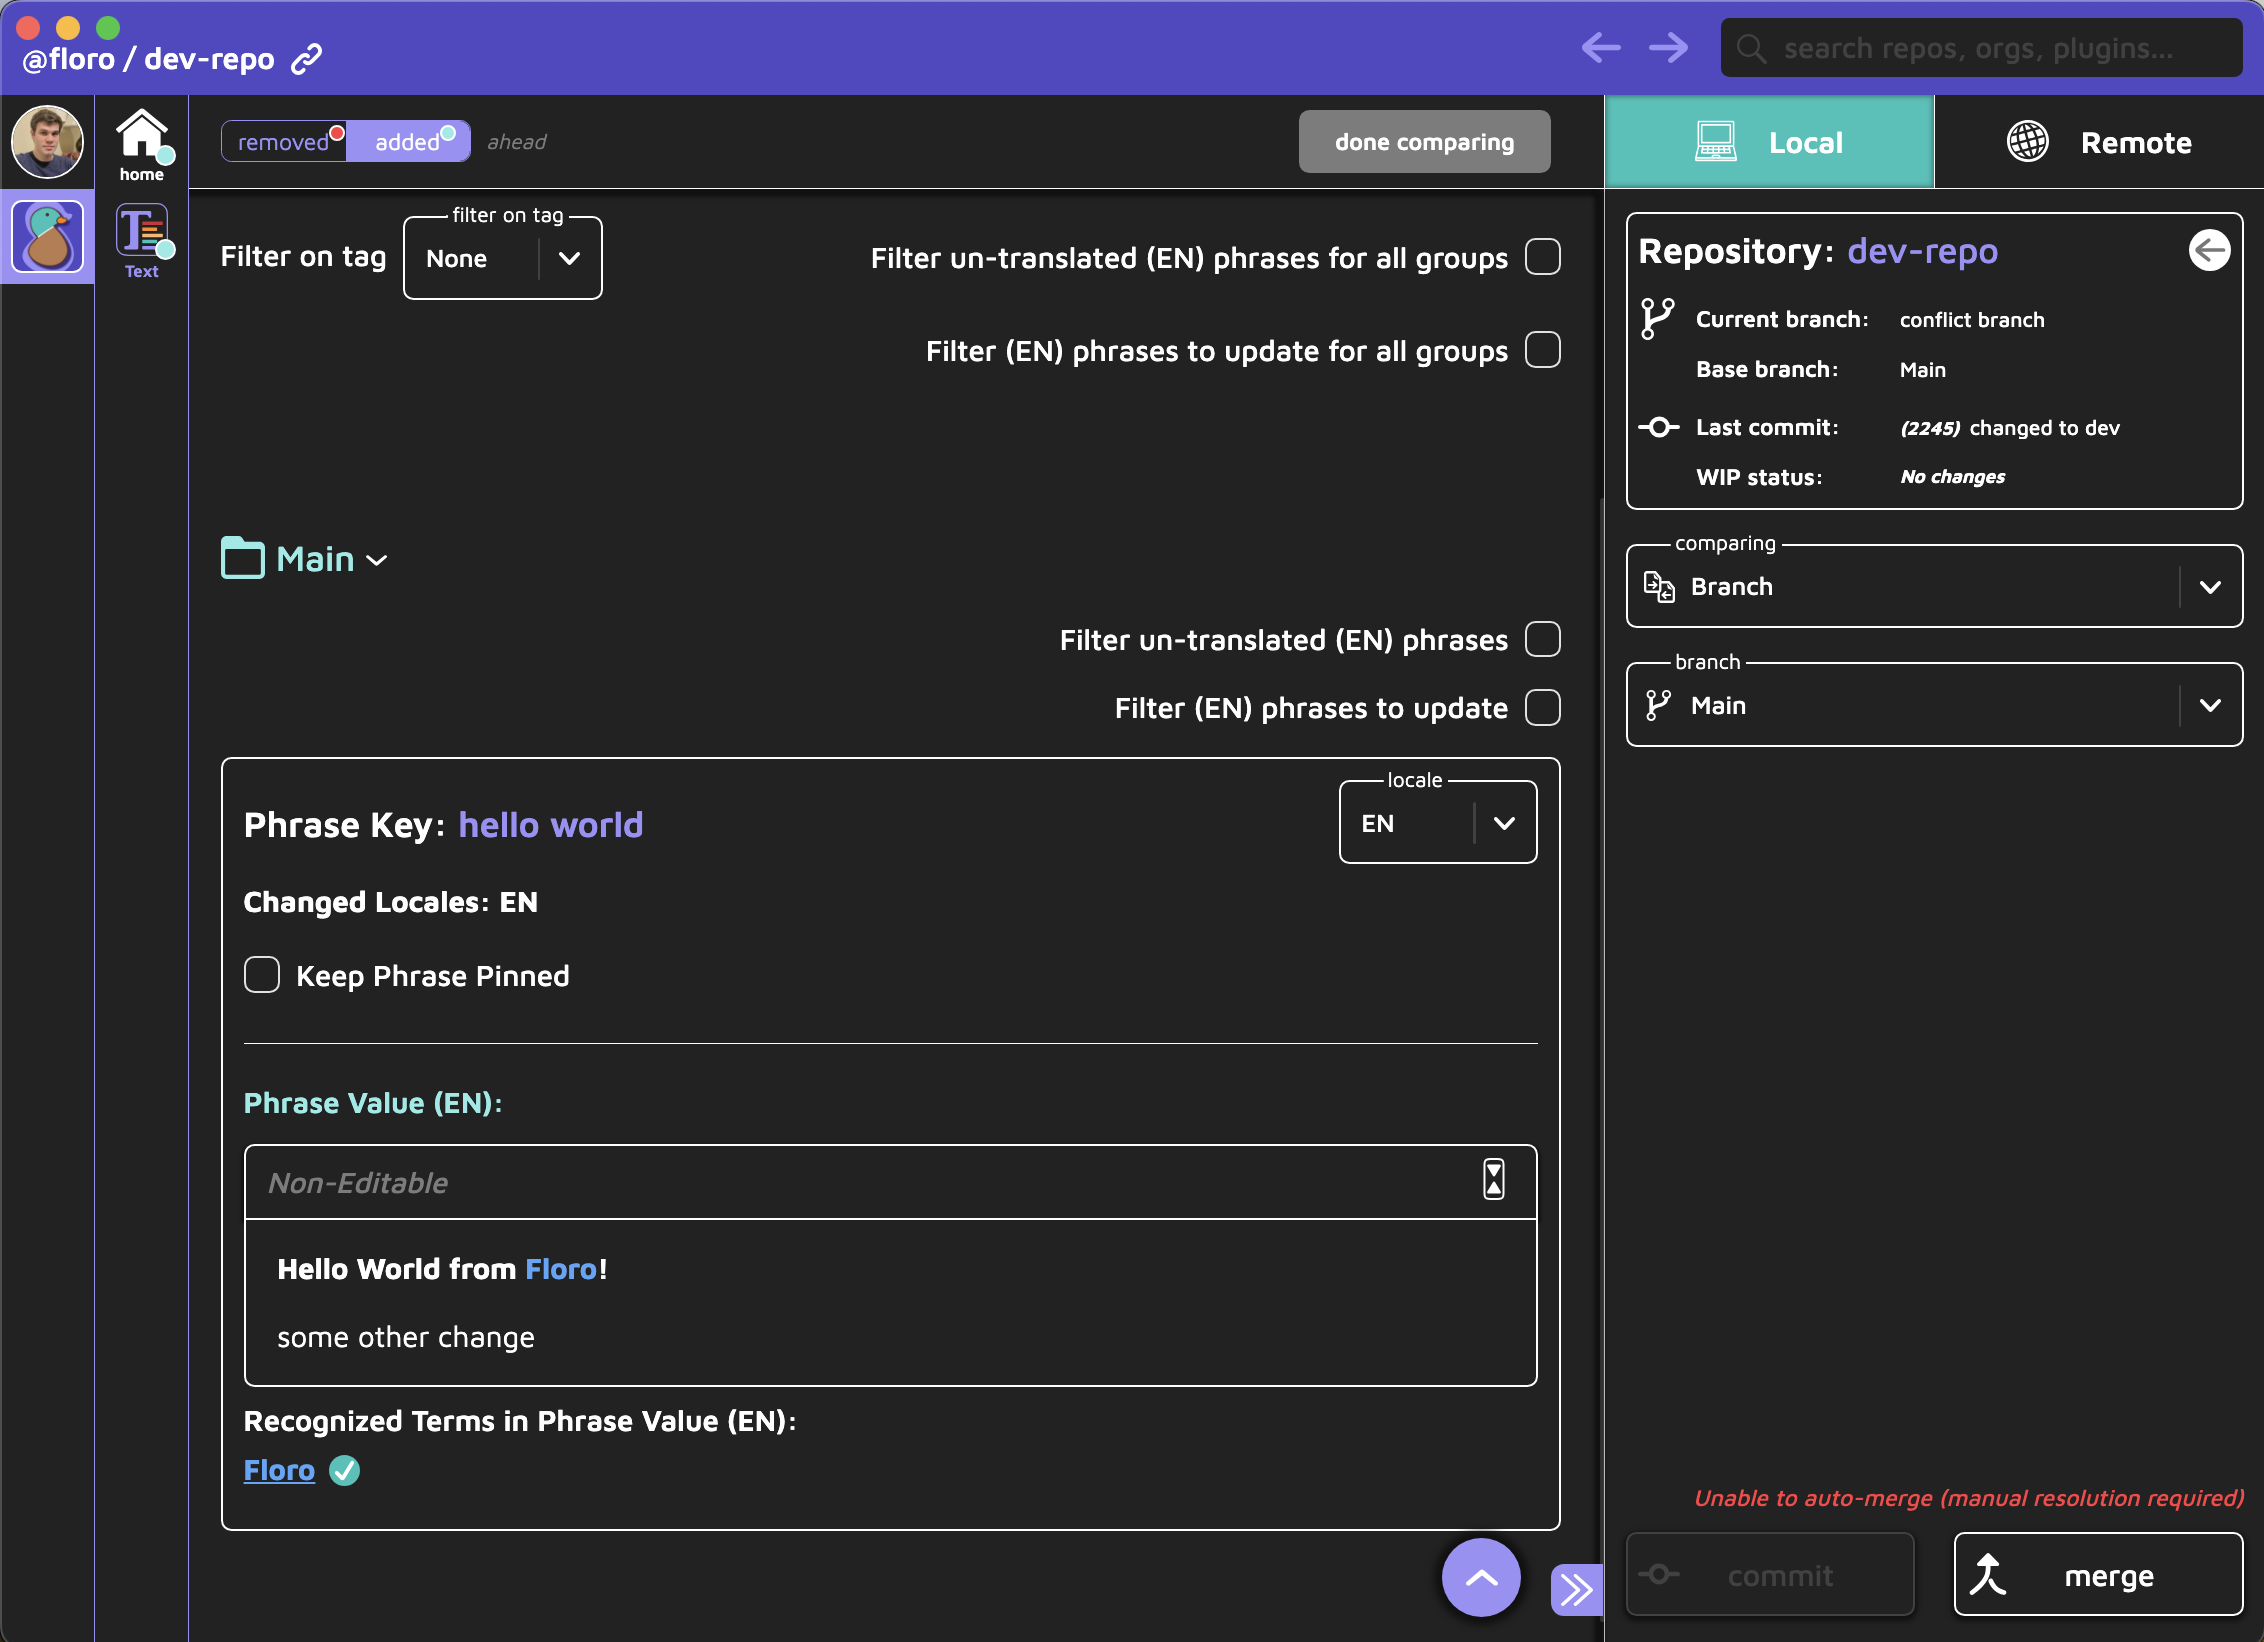 @floro / dev-repo
search repos, orgs, plugins...
home
Text
removed
added
ahead
done comparing
Local
Remote
Filter on tag
filter on tag
None
Filter un-translated (EN) phrases for all groups
Filter (EN) phrases to update for all groups
Main
Filter un-translated (EN) phrases
Filter (EN) phrases to update
Phrase Key: hello world
locale
EN
Changed Locales: EN
Keep Phrase Pinned
Phrase Value (EN):
Non-Editable
Hello World from Floro!
some other change
Recognized Terms in Phrase Value (EN):
Floro
Repository: dev-repo
Current branch: conflict branch
Base branch: Main
Last commit: (2245) changed to dev
WIP status: No changes
comparing
Branch
branch
Main
Unable to auto-merge (manual resolution required)
commit
merge